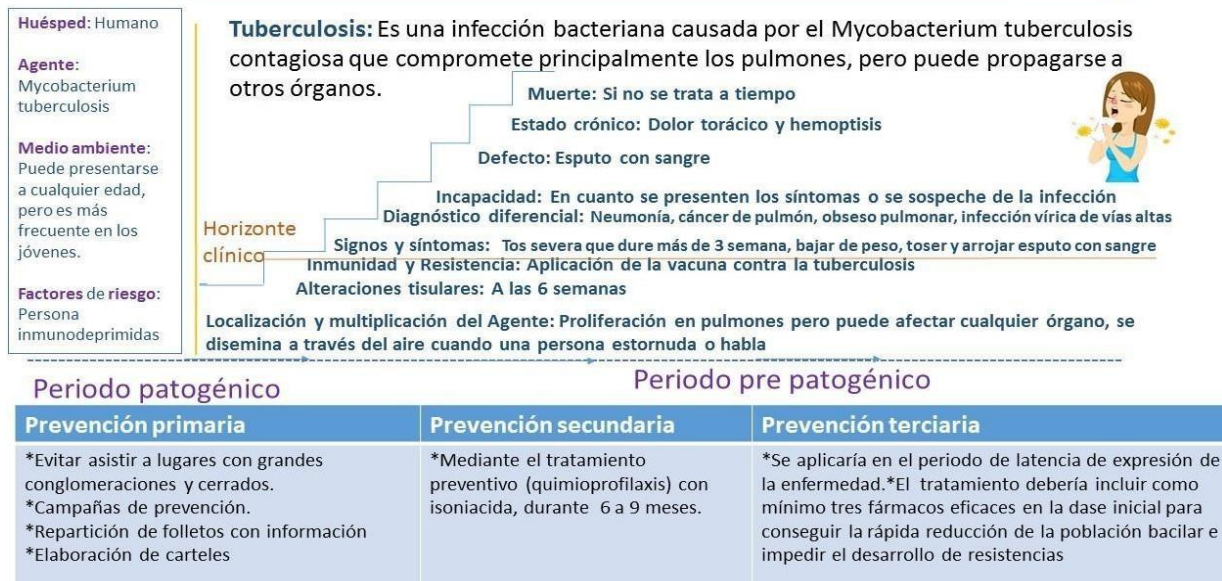 Huésped: Humano
Agente:
Mycobacterium
tuberculosis
Medio ambiente:
Puede presentarse
a cualquier edad,
pero es más
frecuente en los
jóvenes.
Factores de riesgo:
Persona
inmunodeprimidas
Tuberculosis: Es una infección bacteriana causada por el Mycobacterium tuberculosis
contagiosa que compromete principalmente los pulmones, pero puede propagarse a
otros órganos.
Muerte: Si no se trata a tiempo
Estado crónico: Dolor torácico y hemoptisis
Defecto: Esputo con sangre
Incapacidad: En cuanto se presenten los síntomas o se sospeche de la infección
Diagnóstico diferencial: Neumonía, cáncer de pulmón, obseso pulmonar, infección vírica de vías altas
Horizonte
clínico
Signos y síntomas: Tos severa que dure más de 3 semana, bajar de peso, toser y arrojar esputo con sangre
Inmunidad y Resistencia: Aplicación de la vacuna contra la tuberculosis
Alteraciones tisulares: A las 6 semanas
Localización y multiplicación del Agente: Proliferación en pulmones pero puede afectar cualquier órgano, se
disemina a través del aire cuando una persona estornuda o habla
Periodo patogénico
Periodo pre patogénico
Prevención primaria
*Evitar asistir a lugares con grandes
conglomeraciones y cerrados.
*Campañas de prevención.
*Repartición de folletos con información
*Elaboración de carteles
Prevención secundaria
*Mediante el tratamiento
preventivo (quimioprofilaxis) con
isoniacida, durante 6 a 9 meses.
Prevención terciaria
*Se aplicaría en el periodo de latencia de expresión de
la enfermedad.*El tratamiento debería incluir como
mínimo tres fármacos eficaces en la dase inicial para
conseguir la rápida reducción de la población bacilar e
impedir el desarrollo de resistencias